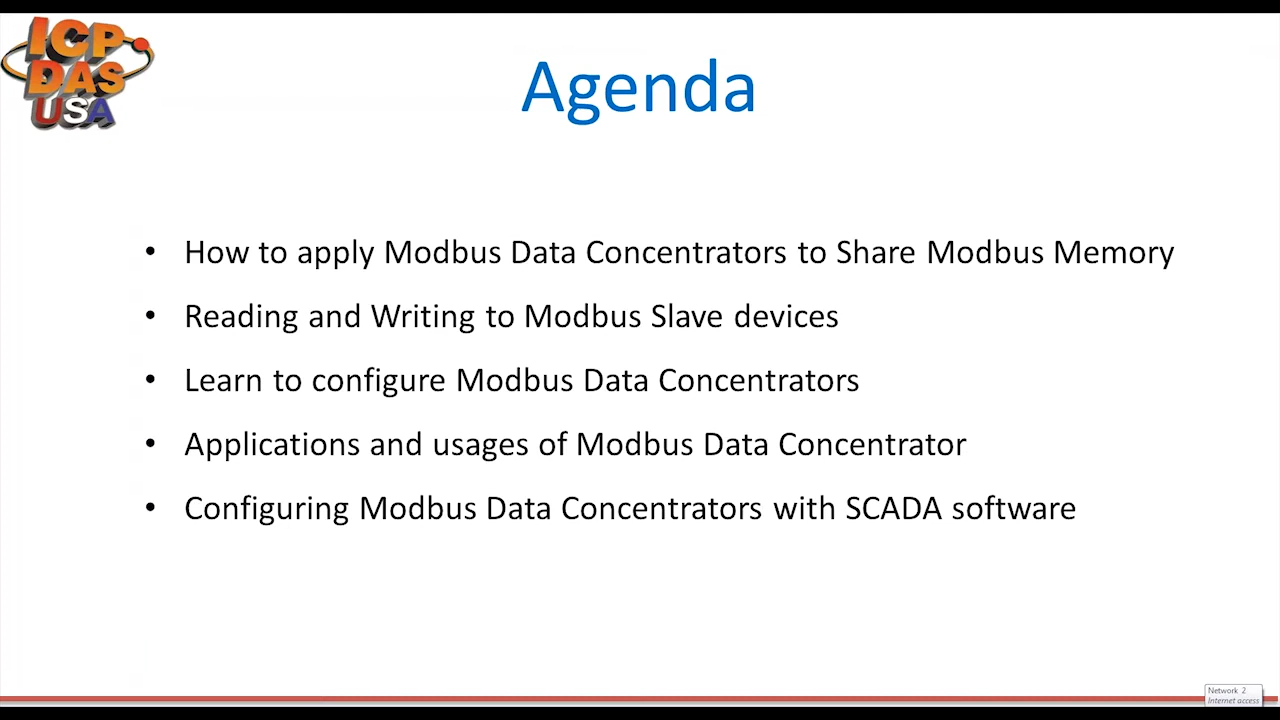 ICP
DAS
USA
Agenda
• How to apply Modbus Data Concentrators to Share Modbus Memory
• Reading and Writing to Modbus Slave devices
• Learn to configure Modbus Data Concentrators
• Applications and usages of Modbus Data Concentrator
• Configuring Modbus Data Concentrators with SCADA software
Network 2
Internet access